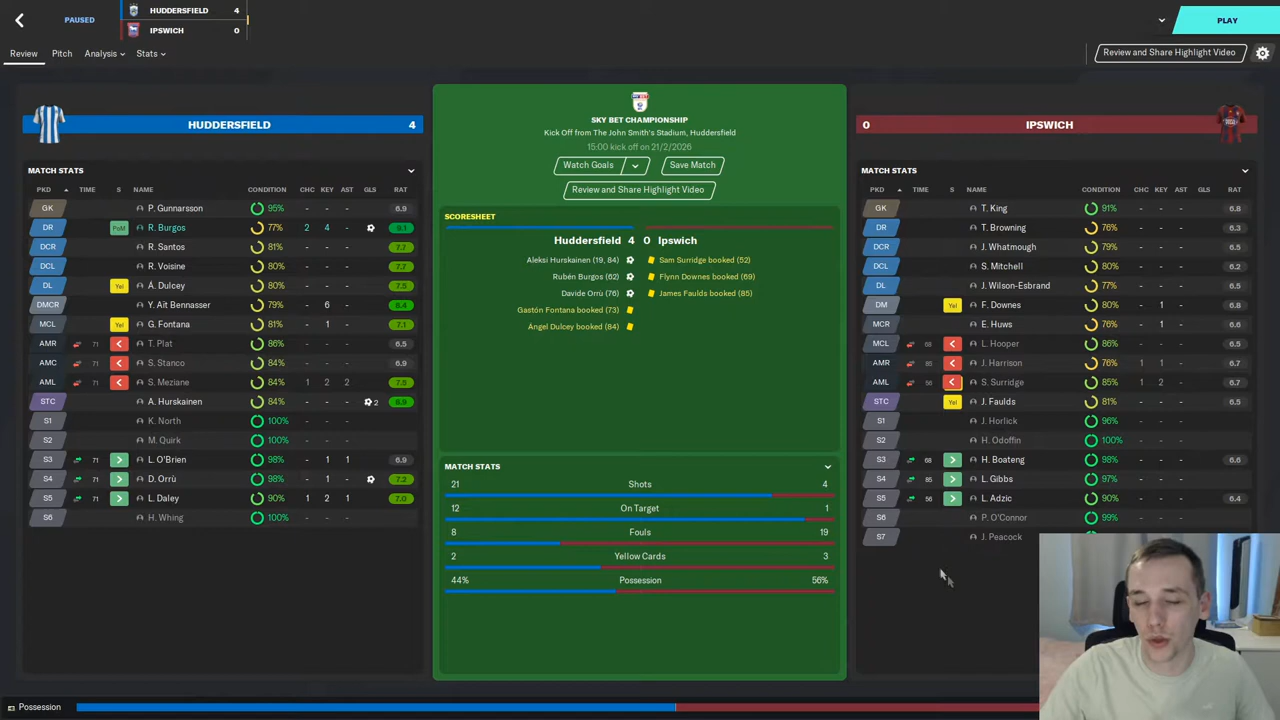 PAUSED
HUDDERSFIELD 4
IPSWICH 0
PLAY
Review Pitch Analysis Stats
Review and Share Highlight Video
HUDDERSFIELD 4
MATCH STATS
PKD TIME S NAME CONDITION CHC KEY AST GLS RAT
GK P. Gunnarsson 95% - - - 6.9
DR PoM R. Burgos 77% 2 4 - 9.1
DCR R. Santos 81% - - - 7.7
DCL R. Voisine 80% - - - 7.7
DL Yel Á. Dulcey 80% - - - 7.5
DMCR Y. Aït Bennasser 79% - 6 - 8.4
MCL Yel G. Fontana 81% - 1 - 7.1
AMR 71 T. Plat 86% - - - 6.5
AMC 71 S. Stanco 84% - - - 6.9
AML 71 S. Meziane 84% 1 2 2 7.5
STC A. Hurskainen 84% - - - 2 8.9
S1 K. North 100% - - -
S2 M. Quirk 100% - - -
S3 71 L. O'Brien 98% - 1 1 6.9
S4 71 D. Orrù 98% - 1 - 7.2
S5 71 L. Daley 90% 1 2 1 7.0
S6 H. Whing 100% - - -
SKY BET CHAMPIONSHIP
Kick Off from The John Smith's Stadium, Huddersfield
15:00 kick off on 21/2/2026
Watch Goals Save Match
Review and Share Highlight Video
SCORESHEET
Huddersfield 4 0 Ipswich
Aleksi Hurskainen (19, 84) Sam Surridge booked (52)
Rubén Burgos (62) Flynn Downes booked (69)
Davide Orrù (76) James Faulds booked (85)
Gastón Fontana booked (73)
Angel Dulcey booked (84)
MATCH STATS
21 Shots 4
12 On Target 1
8 Fouls 19
2 Yellow Cards 3
44% Possession 56%
0 IPSWICH
MATCH STATS
PKD TIME S NAME CONDITION CHC KEY AST GLS RAT
GK T. King 91% - - - 6.8
DR T. Browning 76% - - - 6.3
DCR J. Whatmough 79% - - - 6.5
DCL S. Mitchell 80% - - - 6.2
DL J. Wilson-Esbrand 77% - - - 6.5
DM Yel F. Downes 80% - 1 - 6.8
MCR E. Huws 76% - 1 - 6.6
MCL 68 L. Hooper 86% - - - 6.5
AMR 85 J. Harrison 76% 1 1 - 6.7
AML 56 S. Surridge 85% 1 2 - 6.7
STC Yel J. Faulds 81% - - - 6.5
S1 J. Horlick 96% - - -
S2 H. Odoffin 100% - - -
S3 68 H. Boateng 98% - - - 6.6
S4 85 L. Gibbs 97% - - -
S5 56 L. Adzic 90% - - - 6.4
S6 P. O'Connor 99% - - -
S7 J. Peacock
Possession